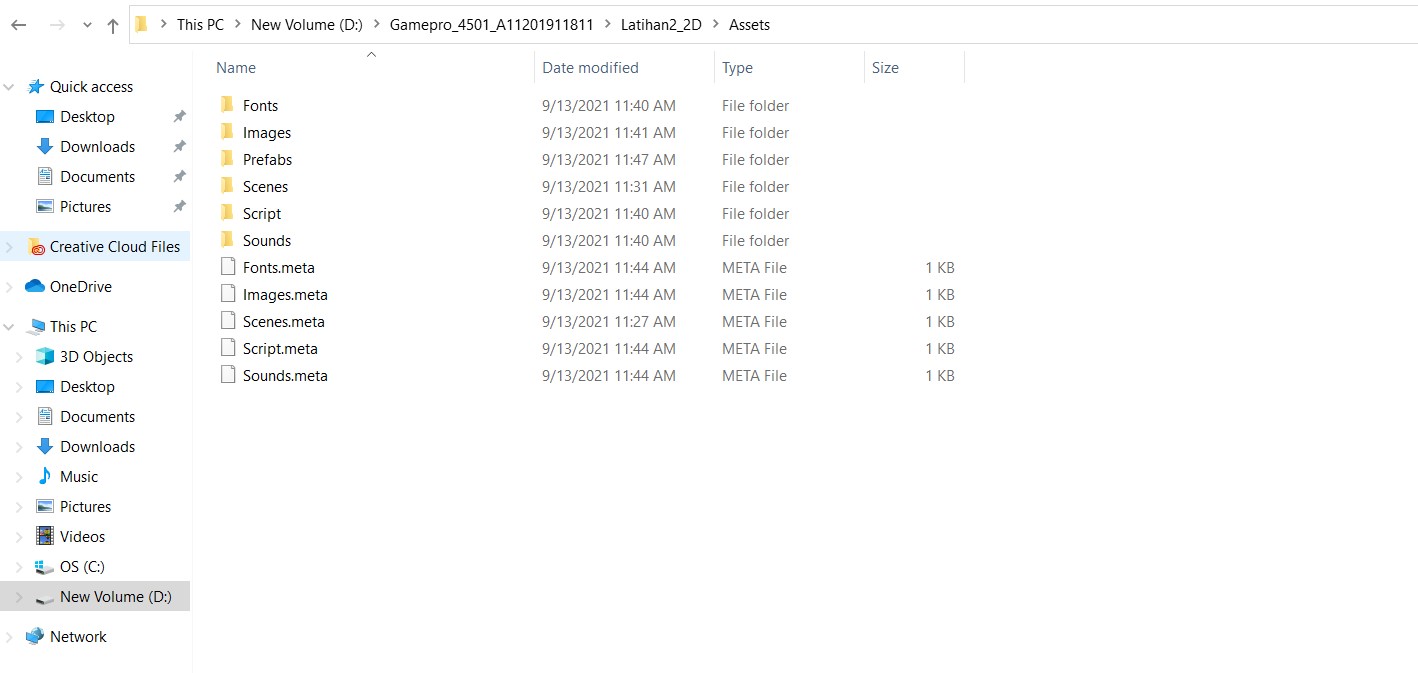 This PC > New Volume (D:) > Gamepro_4501_A11201911811 > Latihan2_2D > Assets
Quick access
Desktop
Downloads
Documents
Pictures
Creative Cloud Files
OneDrive
This PC
3D Objects
Desktop
Documents
Downloads
Music
Pictures
Videos
OS (C:)
New Volume (D:)
Network
Name Date modified Type Size
Fonts 9/13/2021 11:40 AM File folder
Images 9/13/2021 11:41 AM File folder
Prefabs 9/13/2021 11:47 AM File folder
Scenes 9/13/2021 11:31 AM File folder
Script 9/13/2021 11:40 AM File folder
Sounds 9/13/2021 11:40 AM File folder
Fonts.meta 9/13/2021 11:44 AM META File 1 KB
Images.meta 9/13/2021 11:44 AM META File 1 KB
Scenes.meta 9/13/2021 11:27 AM META File 1 KB
Script.meta 9/13/2021 11:44 AM META File 1 KB
Sounds.meta 9/13/2021 11:44 AM META File 1 KB